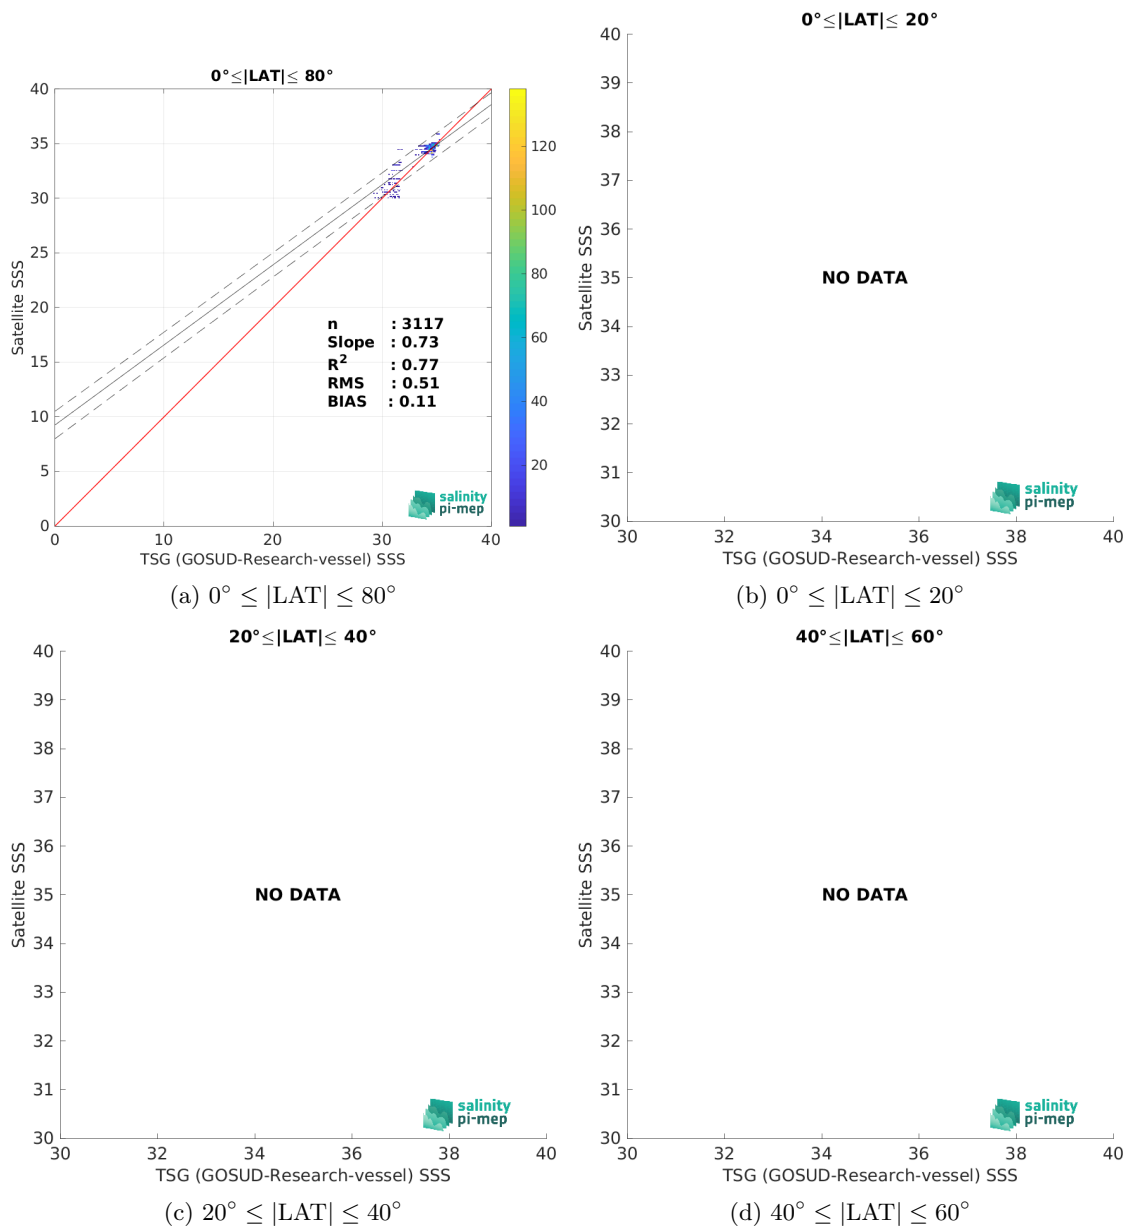 0°≤|LAT|≤ 80°
40
35
30
25
20
15
10
5
0
Satellite SSS
0
10
20
30
40
TSG (GOSUD-Research-vessel) SSS
120
100
80
60
40
20
n : 3117
Slope : 0.73
R² : 0.77
RMS : 0.51
BIAS : 0.11
salinity
pi-mep
(a) 0° ≤ |LAT| ≤ 80°
0°≤|LAT|≤ 20°
40
39
38
37
36
35
34
33
32
31
30
Satellite SSS
NO DATA
salinity
pi-mep
30
32
34
36
38
40
TSG (GOSUD-Research-vessel) SSS
(b) 0° ≤ |LAT| ≤ 20°
20°≤|LAT|≤ 40°
40
39
38
37
36
35
34
33
32
31
30
Satellite SSS
NO DATA
salinity
pi-mep
30
32
34
36
38
40
TSG (GOSUD-Research-vessel) SSS
(c) 20° ≤ |LAT| ≤ 40°
40°≤|LAT|≤ 60°
40
39
38
37
36
35
34
33
32
31
30
Satellite SSS
NO DATA
salinity
pi-mep
30
32
34
36
38
40
TSG (GOSUD-Research-vessel) SSS
(d) 40° ≤ |LAT| ≤ 60°